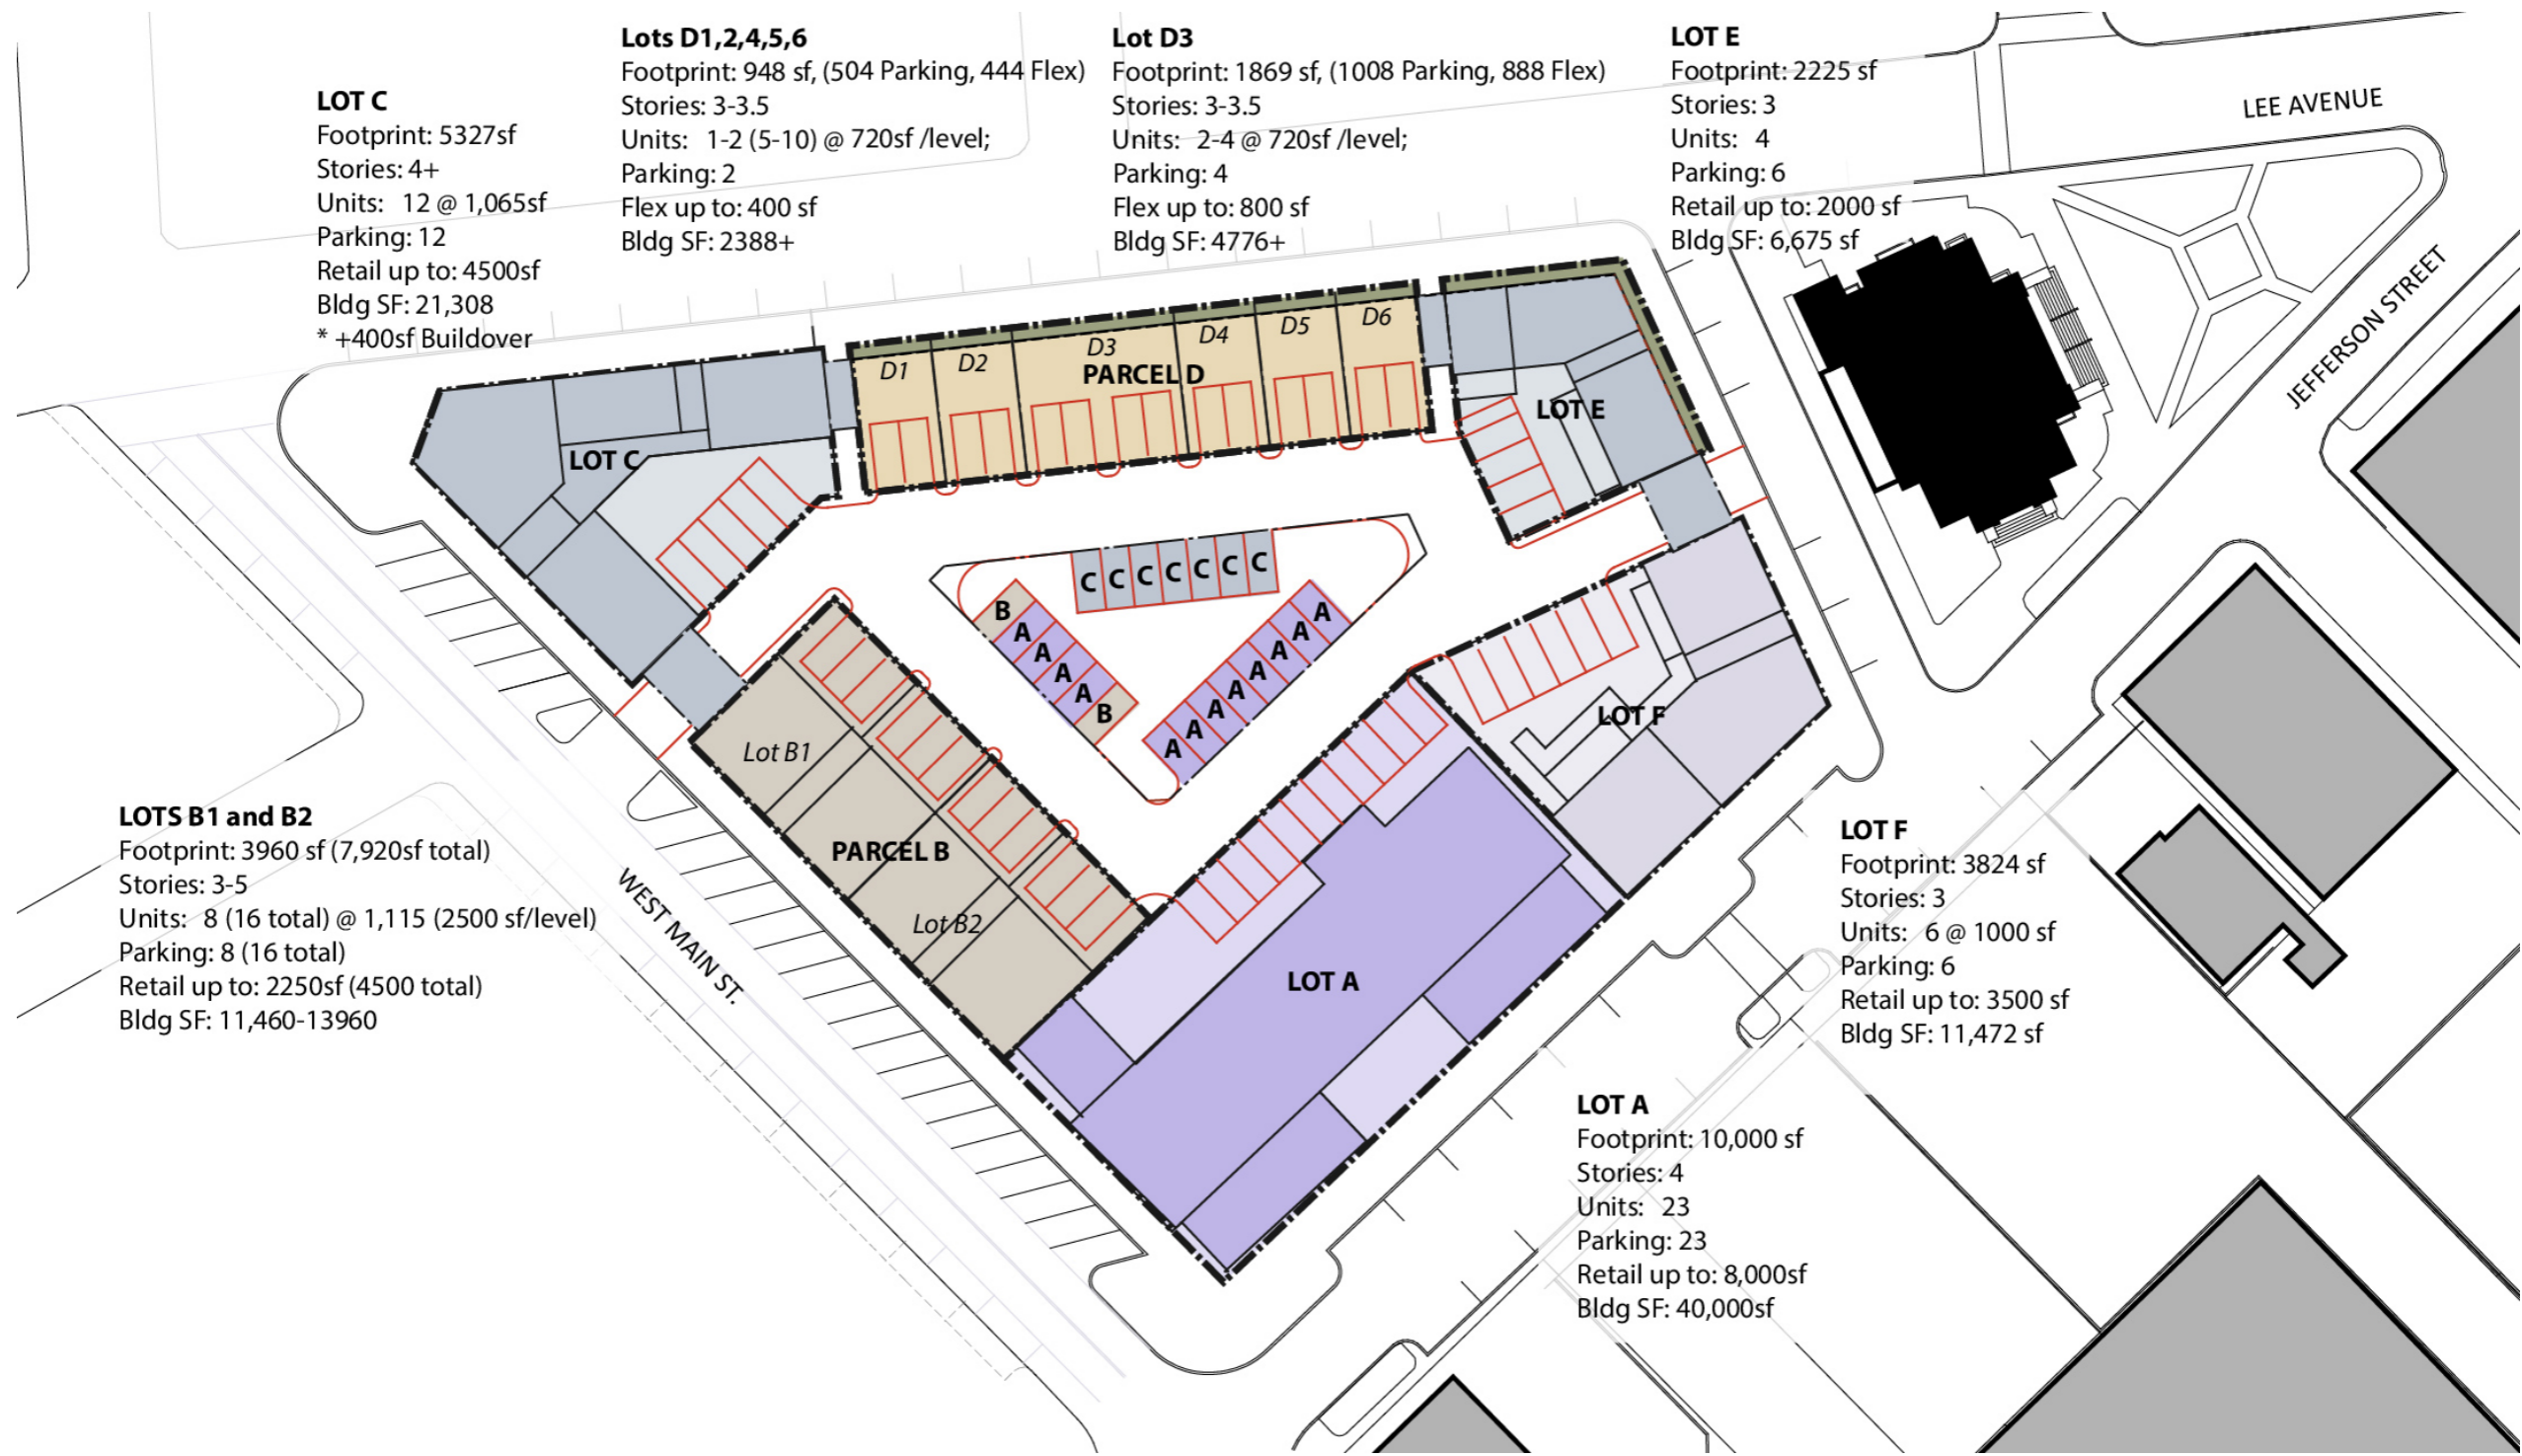 LOT C
Footprint: 5327sf
Stories: 4+
Units: 12 @ 1,065sf
Parking: 12
Retail up to: 4500sf
Bldg SF: 21,308
* +400sf Buildover
Lots D1,2,4,5,6
Footprint: 948 sf, (504 Parking, 444 Flex)
Stories: 3-3.5
Units: 1-2 (5-10) @ 720sf /level;
Parking: 2
Flex up to: 400 sf
Bldg SF: 2388+
Lot D3
Footprint: 1869 sf, (1008 Parking, 888 Flex)
Stories: 3-3.5
Units: 2-4 @ 720sf /level;
Parking: 4
Flex up to: 800 sf
Bldg SF: 4776+
LOT E
Footprint: 2225 sf
Stories: 3
Units: 4
Parking: 6
Retail up to: 2000 sf
Bldg SF: 6,675 sf
LEE AVENUE
JEFFERSON STREET
D1
D2
D3
D4
D5
D6
PARCEL D
LOT E
LOT C
C C C C C C C
B
A
A
A
A
B
A
A
A
A
A
A
A
A
LOT F
Lot B1
PARCEL B
Lot B2
LOT A
WEST MAIN ST.
LOTS B1 and B2
Footprint: 3960 sf (7,920sf total)
Stories: 3-5
Units: 8 (16 total) @ 1,115 (2500 sf/level)
Parking: 8 (16 total)
Retail up to: 2250sf (4500 total)
Bldg SF: 11,460-13960
LOT F
Footprint: 3824 sf
Stories: 3
Units: 6 @ 1000 sf
Parking: 6
Retail up to: 3500 sf
Bldg SF: 11,472 sf
LOT A
Footprint: 10,000 sf
Stories: 4
Units: 23
Parking: 23
Retail up to: 8,000sf
Bldg SF: 40,000sf